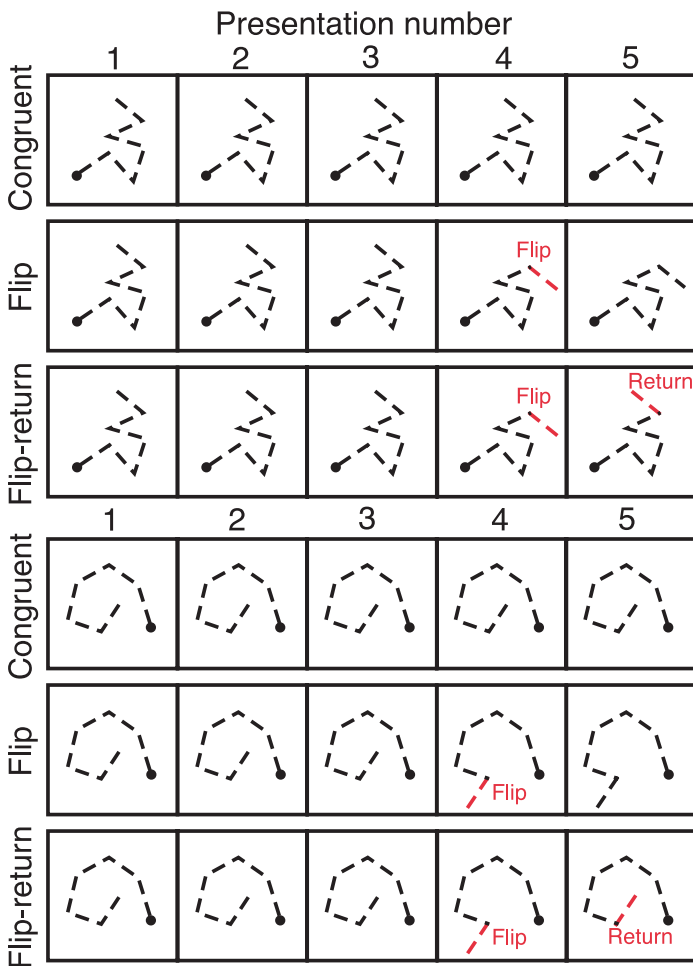 Presentation number
1 2 3 4 5
Congruent
Flip
Flip
Flip-return
Flip
Return
1 2 3 4 5
Congruent
Flip
Flip
Flip-return
Flip
Return